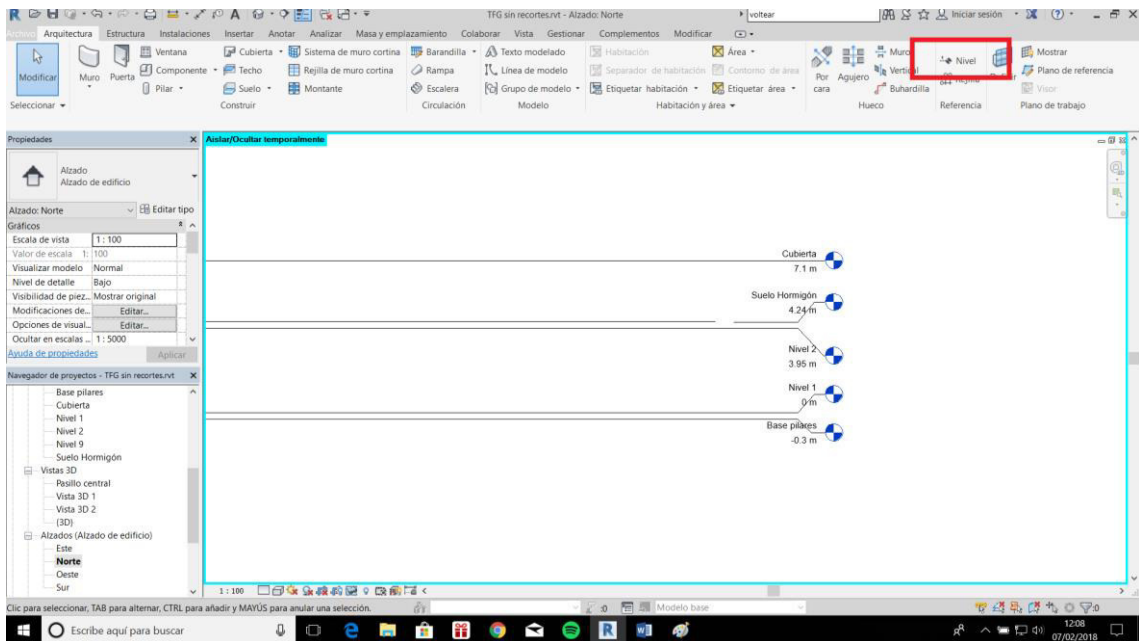 TFG sin recortes.rvt - Alzado: Norte
voltear
Iniciar sesión
Archivo Arquitectura Estructura Instalaciones Insertar Anotar Analizar Masa y emplazamiento Colaborar Vista Gestionar Complementos Modificar
Modificar
Muro
Puerta
Ventana
Componente
Pilar
Cubierta
Techo
Suelo
Sistema de muro cortina
Rejilla de muro cortina
Montante
Barandilla
Rampa
Escalera
Texto modelado
Línea de modelo
Grupo de modelo
Habitación
Separador de habitación
Etiquetar habitación
Área
Contorno de área
Etiquetar área
Por cara
Agujero
Muro
Vertical
Buhardilla
Nivel
Rejilla
Mostrar
Plano de referencia
Visor
Seleccionar Construir Circulación Modelo Habitación y área Hueco Referencia Plano de trabajo
Propiedades
Alzado
Alzado de edificio
Alzado: Norte Editar tipo
Gráficos
Escala de vista 1 : 100
Valor de escala 1: 100
Visualizar modelo Normal
Nivel de detalle Bajo
Visibilidad de piez... Mostrar original
Modificaciones de... Editar...
Opciones de visual... Editar...
Ocultar en escalas ... 1 : 5000
Ayuda de propiedades Aplicar
Navegador de proyectos - TFG sin recortes.rvt
Base pilares
Cubierta
Nivel 1
Nivel 2
Nivel 9
Suelo Hormigón
Vistas 3D
Pasillo central
Vista 3D 1
Vista 3D 2
{3D}
Alzados (Alzado de edificio)
Este
Norte
Oeste
Sur
Aislar/Ocultar temporalmente
Cubierta
7.1 m
Suelo Hormigón
4.24 m
Nivel 2
3.95 m
Nivel 1
0 m
Base pilares
-0.3 m
1 : 100
Clic para seleccionar, TAB para alternar, CTRL para añadir y MAYÚS para anular una selección.
:0
Modelo base
:0
Escribe aquí para buscar
12:08
07/02/2018